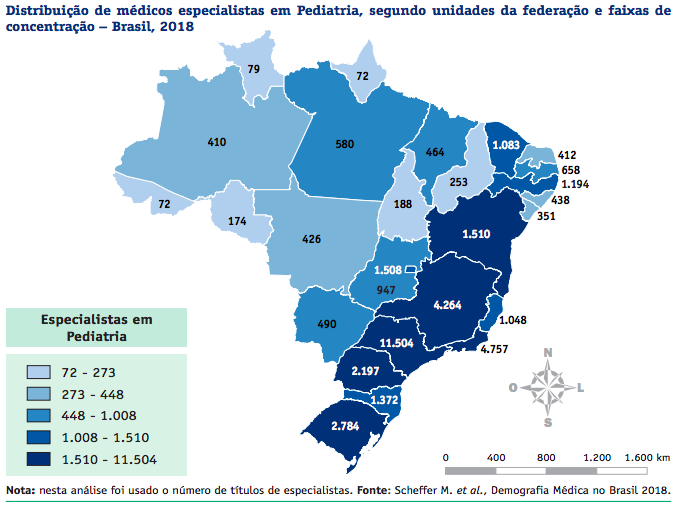 Distribuição de médicos especialistas em Pediatria, segundo unidades da federação e faixas de
concentração – Brasil, 2018
79
72
410
580
464
1.083
412
658
1.194
438
351
253
72
174
188
426
1.510
1.508
947
4.264
1.048
490
11.504
4.757
2.197
1.372
2.784
Especialistas em
Pediatria
72 - 273
273 - 448
448 - 1.008
1.008 - 1.510
1.510 - 11.504
N
O L
S
0 400 800 1.200 1.600 km
Nota: nesta análise foi usado o número de títulos de especialistas. Fonte: Scheffer M. et al., Demografia Médica no Brasil 2018.